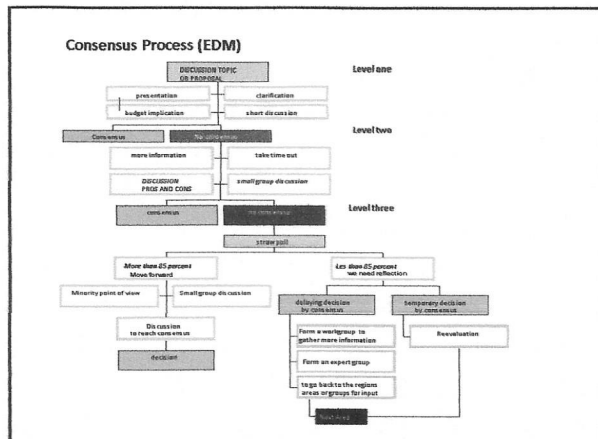 Consensus Process (EDM)
DISCUSSION TOPIC
OR PROPOSAL
Level one
presentation
clarification
budget implication
short discussion
Consensus
No consensus
Level two
more information
take time out
DISCUSSION
PROS AND CONS
small group discussion
consensus
no consensus
Level three
straw poll
More than 85 percent
Move forward
Less than 85 percent
we need reflection
Minority point of view
Small group discussion
delaying decision
by consensus
temporary decision
by consensus
Discussion
to reach consensus
Form a workgroup to
gather more information
Reevaluation
decision
Form an expert group
to go back to the regions
areas or groups for input